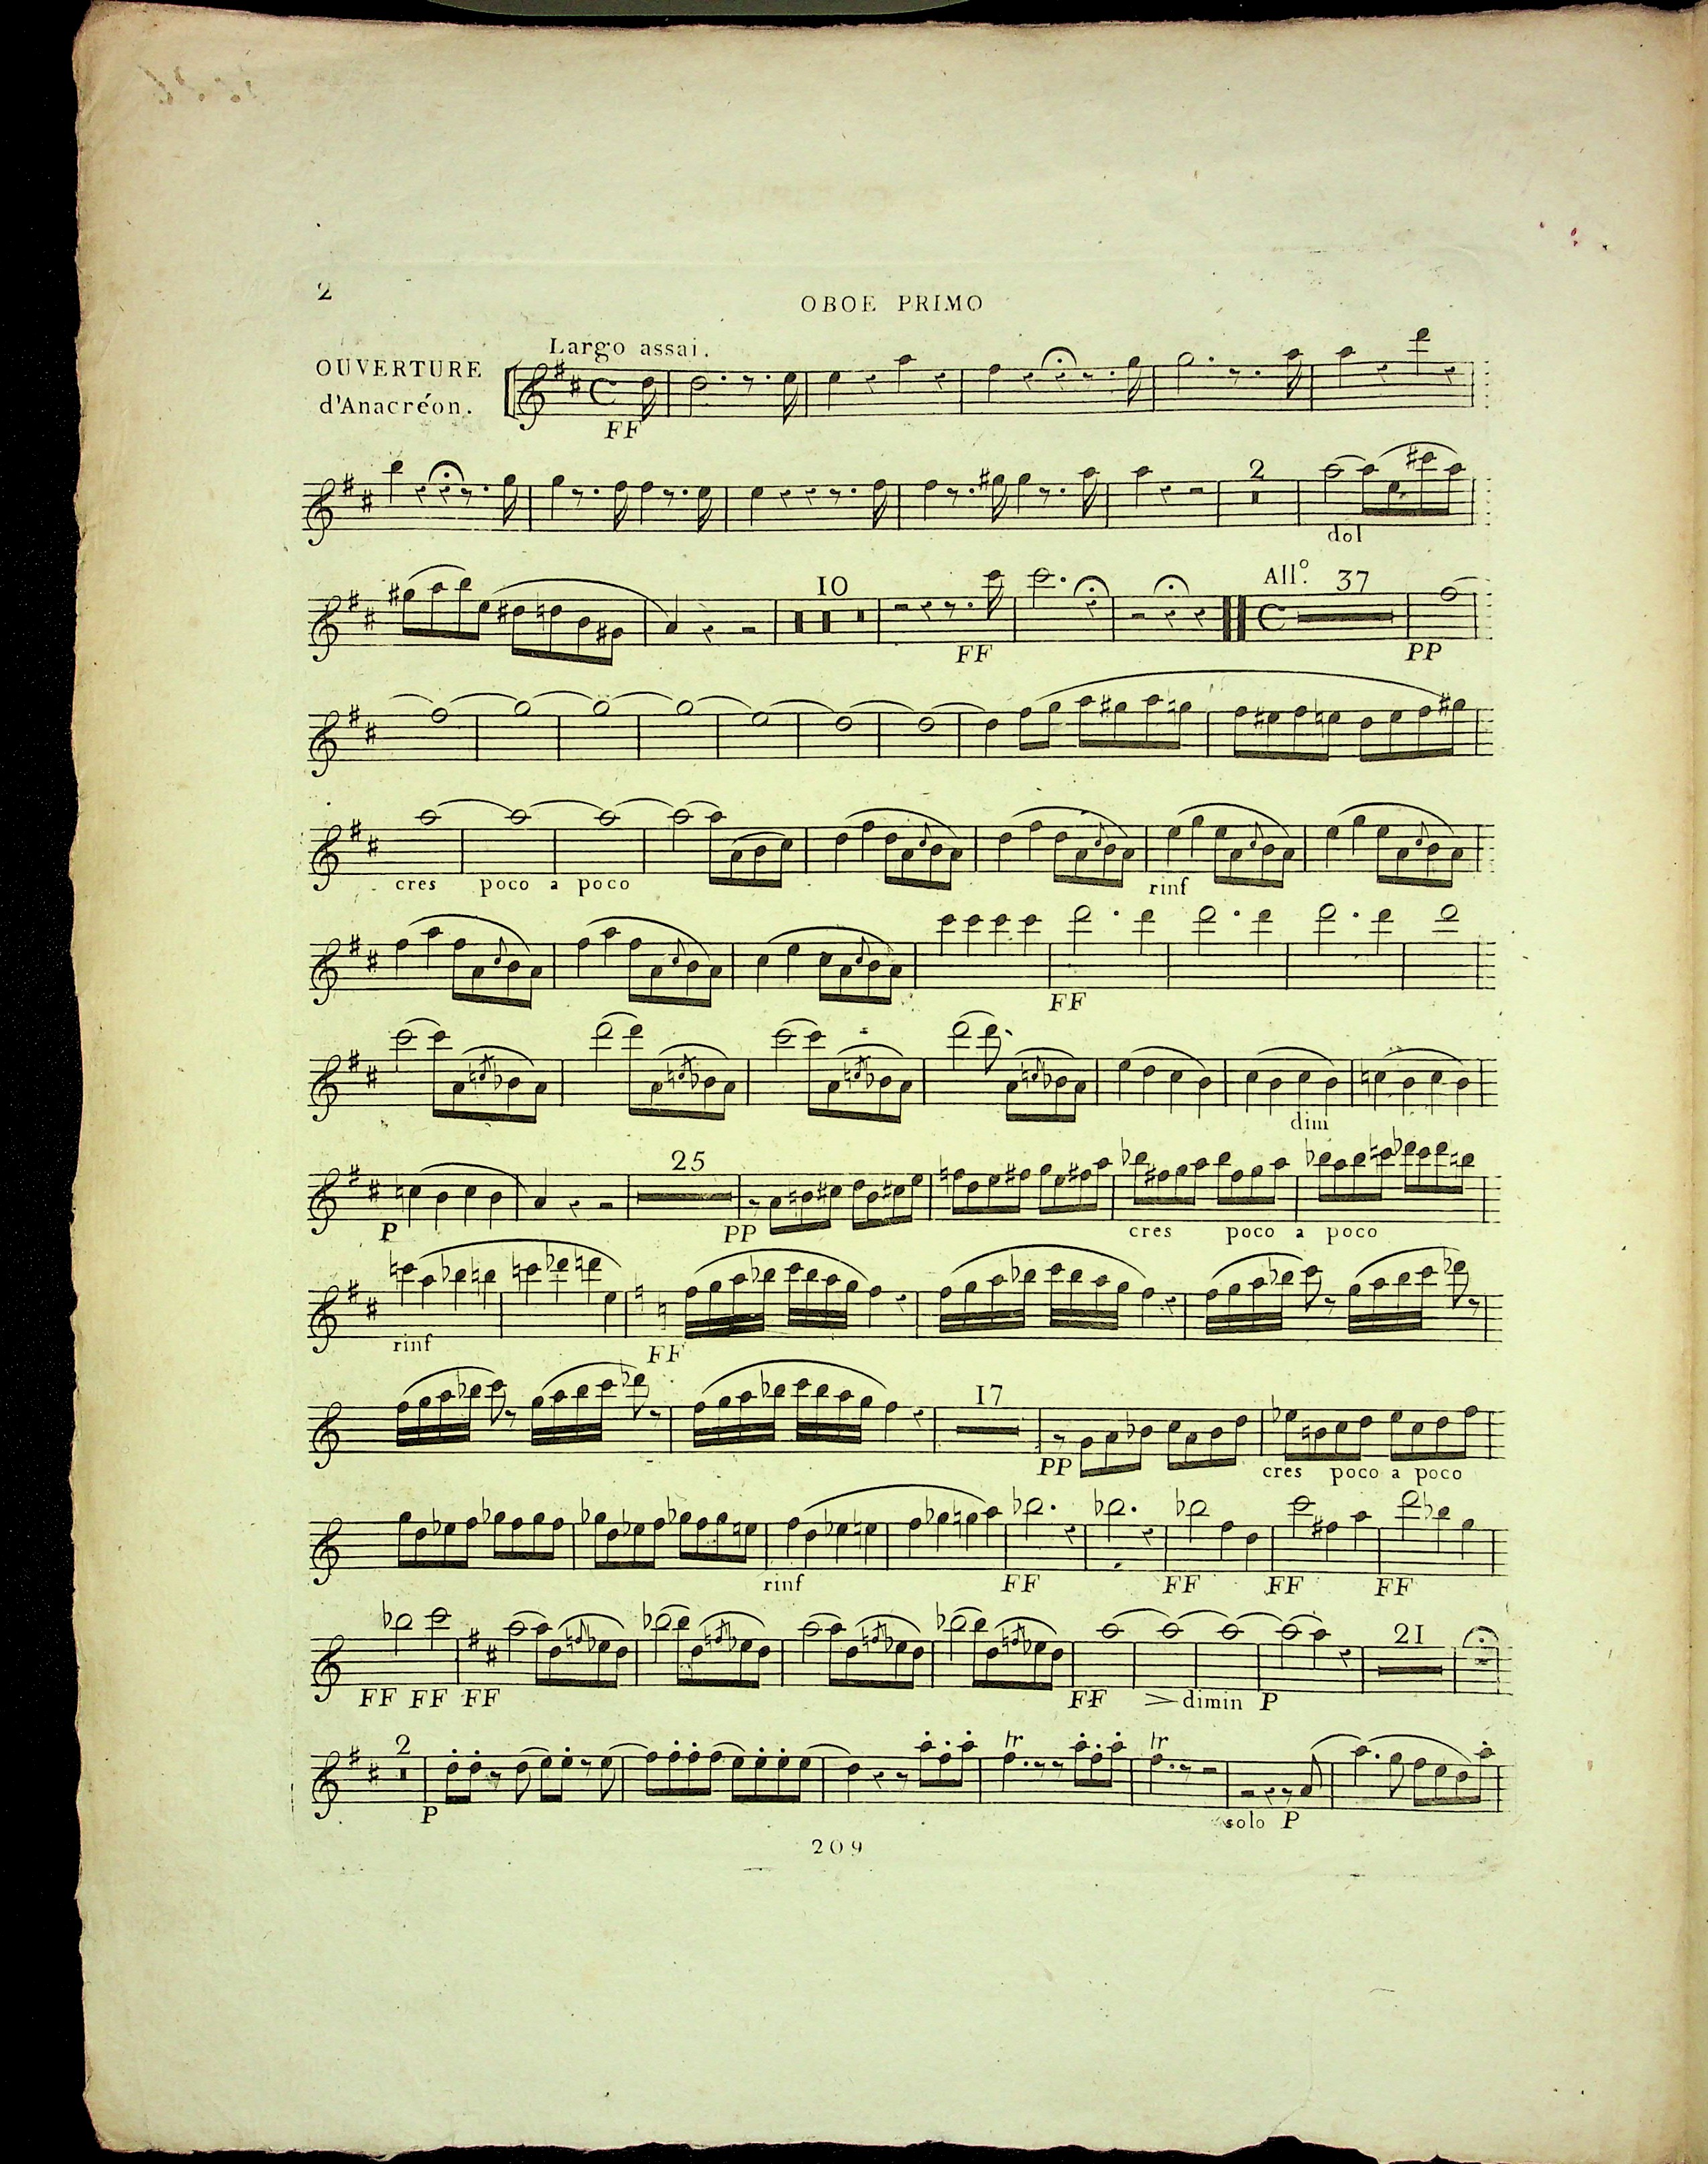 2
OBOE PRIMO
OUVERTURE
d'Anacréon.
Largo assai.
FF
2
dol
10
FF
All°. 37
PP
cres poco a poco
rinf
FF
dim
25
P
PP
cres poco a poco
rinf
FF
17
PP
cres poco a poco
rinf
FF
FF
FF
FF
21
FF FF FF
FF
dimin P
2
tr
tr
P
solo P
209